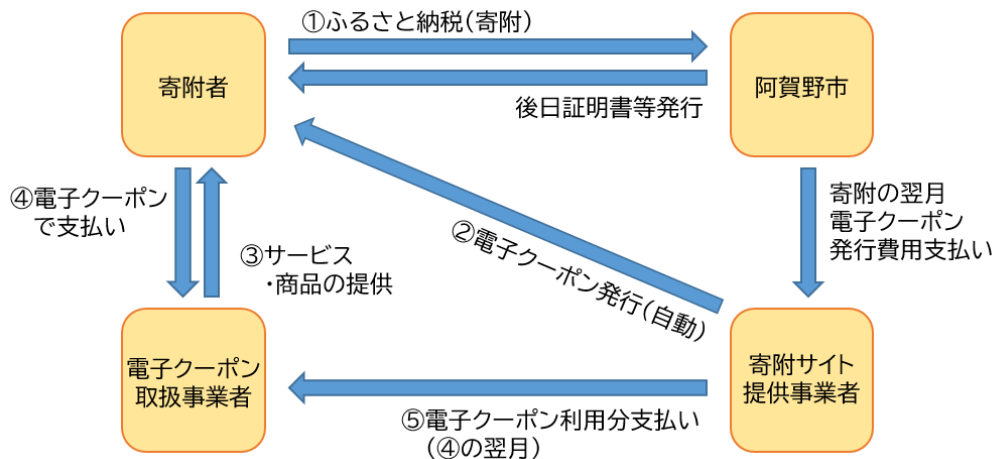 ①ふるさと納税(寄附)
寄附者
阿賀野市
後日証明書等発行
④電子クーポン
で支払い
③サービス
・商品の提供
②電子クーポン発行(自動)
寄附の翌月
電子クーポン
発行費用支払い
電子クーポン
取扱事業者
寄附サイト
提供事業者
⑤電子クーポン利用分支払い
(④の翌月)